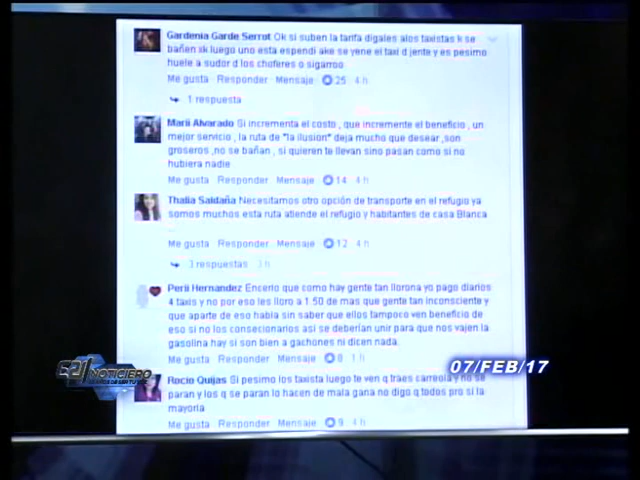 Gardenia Garde Serrot Ok si suben la tarifa digales alos taxistas k se
bañen xk luego uno esta espendi ake se yene el taxi d jente y es pesimo
huele a sudor d los choferes o sigarro
Me gusta Responder Mensaje 25 4 h
1 respuesta
Marii Alvarado Si incrementa el costo , que incremente el beneficio , un
mejor servicio , la ruta de "la ilusion" deja mucho que desear ,son
groseros ,no se bañan , si quieren te llevan sino pasan como si no
hubiera nadie
Me gusta Responder Mensaje 14 4 h
Thalia Saldaña Necesitamos otro opción de transporte en el refugio ya
somos muchos esta ruta atiende el refugio y habitantes de casa Blanca
...
Me gusta Responder Mensaje 12 4 h
3 respuestas 3 h
Perii Hernandez Encerio que como hay gente tan llorona yo pago diarios
4 taxis y no por eso les lloro a 1.50 de mas que gente tan inconsciente y
que aparte de eso habla sin saber que ellos tampoco ven beneficio de
eso si no los consecionarios asi se deberían unir para que nos vajen la
gasolina hay si son bien a gachones ni dicen nada.
Me gusta Responder Mensaje 8 1 h
Rocio Quijas Si pesimo los taxista luego te ven q traes carreola y no se
paran y los q se paran lo hacen de mala gana no digo q todos pro si la
mayoria
Me gusta Responder Mensaje 9 4 h
NOTICIERO
07/FEB/17